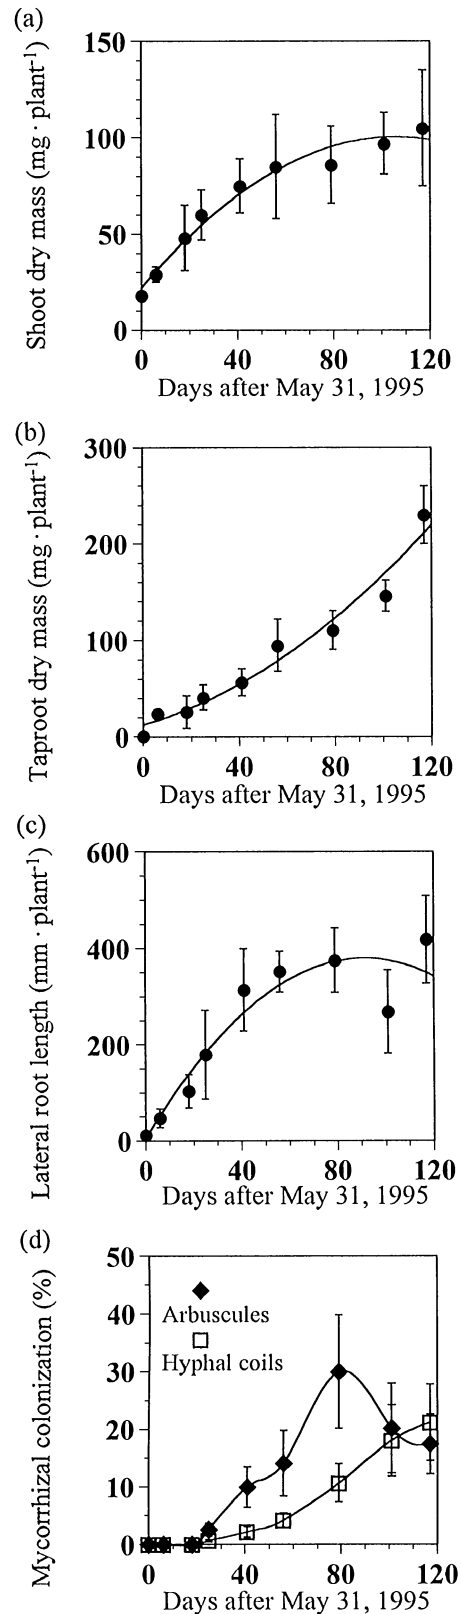 (a)
Shoot dry mass (mg · plant⁻¹)
150
100
50
0
0 40 80 120
Days after May 31, 1995
(b)
Taproot dry mass (mg · plant⁻¹)
300
200
100
0
0 40 80 120
Days after May 31, 1995
(c)
Lateral root length (mm · plant⁻¹)
600
400
200
0
0 40 80 120
Days after May 31, 1995
(d)
Mycorrhizal colonization (%)
50
40
30
20
10
0
Arbuscules
Hyphal coils
0 40 80 120
Days after May 31, 1995